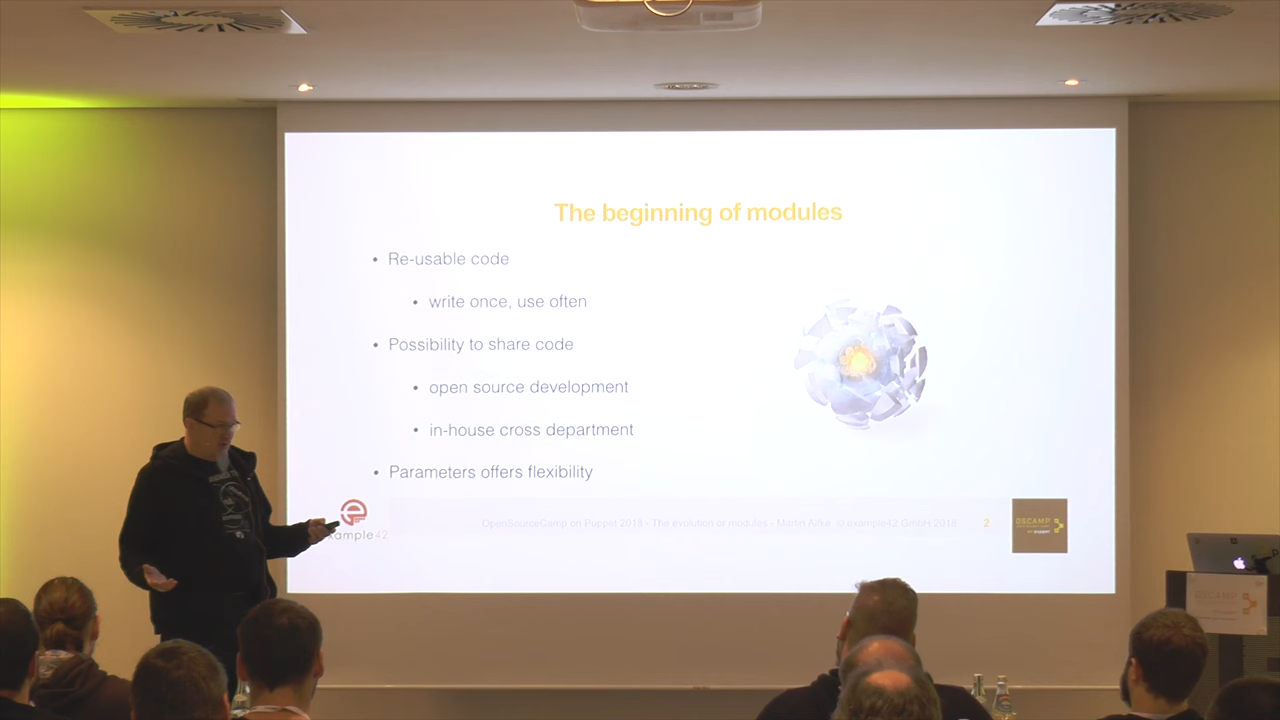 The beginning of modules
• Re-usable code
• write once, use often
• Possibility to share code
• open source development
• in-house cross department
• Parameters offers flexibility
example42
OpenSourceCamp on Puppet 2018 - The evolution of modules - Martin Alfke © example42 GmbH 2018
2
OSCAMP
OSCAMP